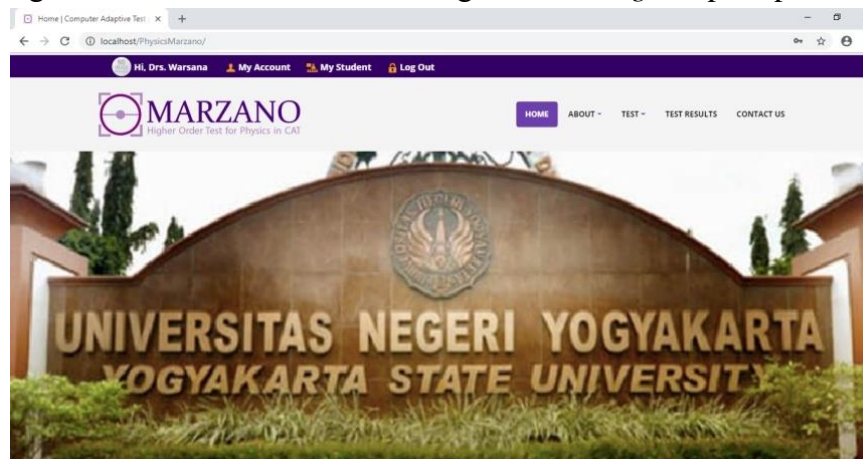 Home | Computer Adaptive Test
localhost/PhysicsMarzano/
Hi, Drs. Warsana My Account My Student Log Out
MARZANO
Higher Order Test for Physics in CAT
HOME ABOUT TEST TEST RESULTS CONTACT US
UNIVERSITAS NEGERI YOGYAKARTA
YOGYAKARTA STATE UNIVERSITY